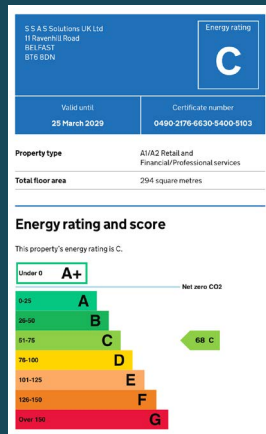 S S A S Solutions UK Ltd
11 Ravenhill Road
BELFAST
BT6 8DN
Energy rating
C
Valid until
25 March 2029
Certificate number
0490-2176-6630-5400-5103
Property type
A1/A2 Retail and
Financial/Professional services
Total floor area
294 square metres
Energy rating and score
This property's energy rating is C.
Under 0 A+
Net zero CO2
0-25 A
26-50 B
51-75 C
68 C
76-100 D
101-125 E
126-150 F
Over 150 G